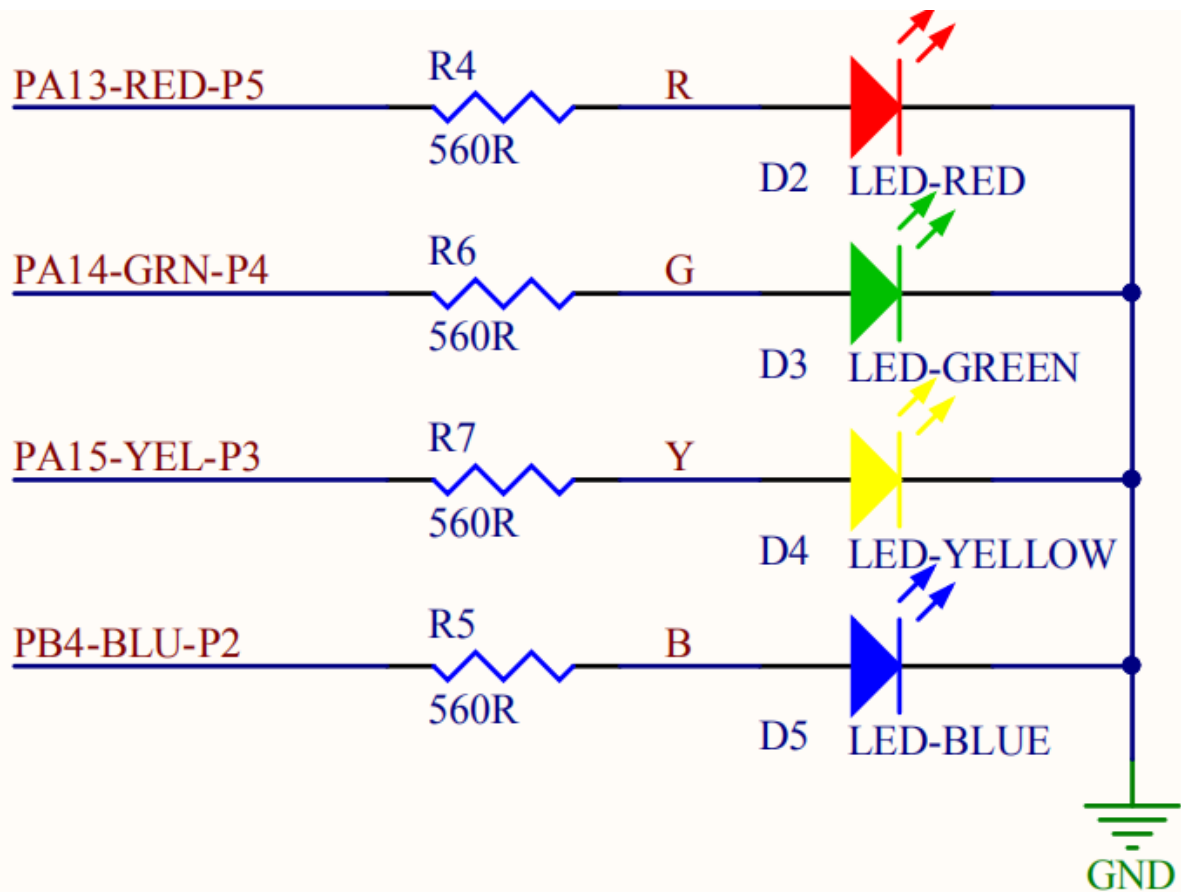 PA13-RED-P5
R4
560R
R
D2
LED-RED
PA14-GRN-P4
R6
560R
G
D3
LED-GREEN
PA15-YEL-P3
R7
560R
Y
D4
LED-YELLOW
PB4-BLU-P2
R5
560R
B
D5
LED-BLUE
GND